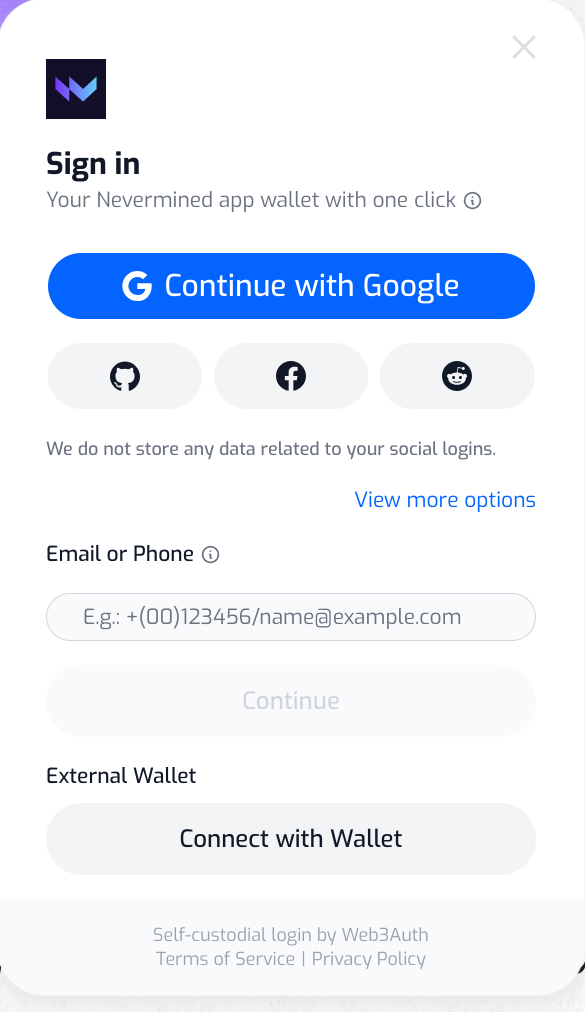 Sign in
Your Nevermined app wallet with one click
Continue with Google
We do not store any data related to your social logins.
View more options
Email or Phone
E.g.: +(00)123456/name@example.com
Continue
External Wallet
Connect with Wallet
Self-custodial login by Web3Auth
Terms of Service | Privacy Policy